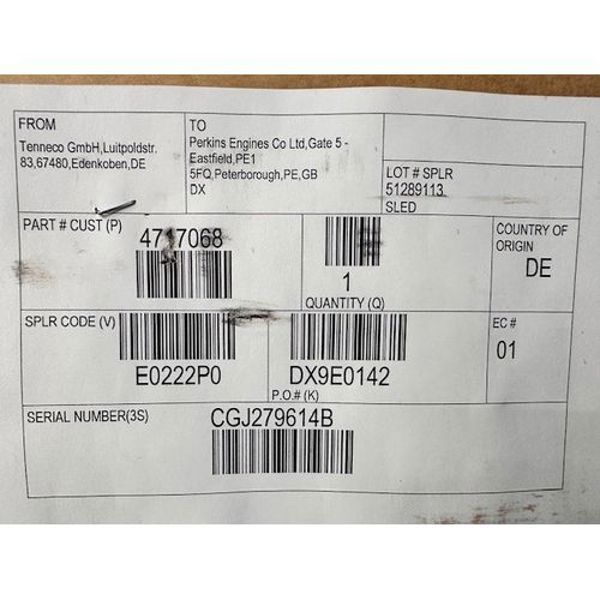 FROM
Tenneco GmbH,Luitpoldstr.
83,67480,Edenkoben,DE
TO
Perkins Engines Co Ltd,Gate 5 -
Eastfield,PE1
5FQ,Peterborough,PE,GB
DX
LOT # SPLR
51289113
SLED
PART # CUST (P)
4717068
1
QUANTITY (Q)
COUNTRY OF
ORIGIN
DE
SPLR CODE (V)
E0222P0
DX9E0142
P.O.# (K)
EC #
01
SERIAL NUMBER(3S)
CGJ279614B